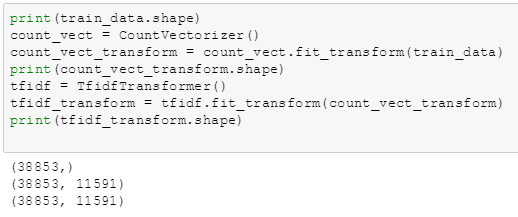 print(train_data.shape)
count_vect = CountVectorizer()
count_vect_transform = count_vect.fit_transform(train_data)
print(count_vect_transform.shape)
tfidf = TfidfTransformer()
tfidf_transform = tfidf.fit_transform(count_vect_transform)
print(tfidf_transform.shape)
(38853,)
(38853, 11591)
(38853, 11591)